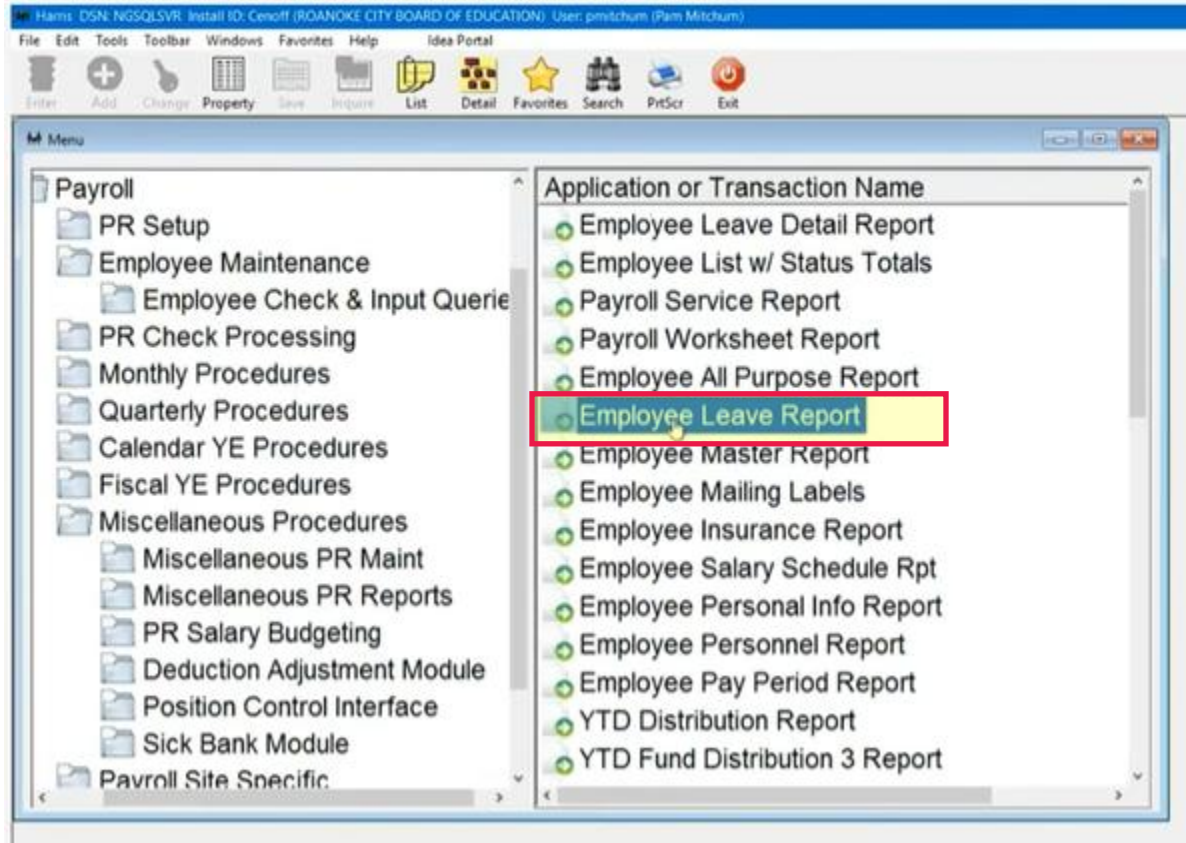 Harris DSN: NGSQLSVR Install ID: Cenoff (ROANOKE CITY BOARD OF EDUCATION) User: pmitchum (Pam Mitchum)
File Edit Tools Toolbar Windows Favorites Help Idea Portal
Enter Add Change Property Save Inquire List Detail Favorites Search PrtScr Exit
Menu
Payroll
PR Setup
Employee Maintenance
Employee Check & Input Querie
PR Check Processing
Monthly Procedures
Quarterly Procedures
Calendar YE Procedures
Fiscal YE Procedures
Miscellaneous Procedures
Miscellaneous PR Maint
Miscellaneous PR Reports
PR Salary Budgeting
Deduction Adjustment Module
Position Control Interface
Sick Bank Module
Payroll Site Specific
Application or Transaction Name
Employee Leave Detail Report
Employee List w/ Status Totals
Payroll Service Report
Payroll Worksheet Report
Employee All Purpose Report
Employee Leave Report
Employee Master Report
Employee Mailing Labels
Employee Insurance Report
Employee Salary Schedule Rpt
Employee Personal Info Report
Employee Personnel Report
Employee Pay Period Report
YTD Distribution Report
YTD Fund Distribution 3 Report